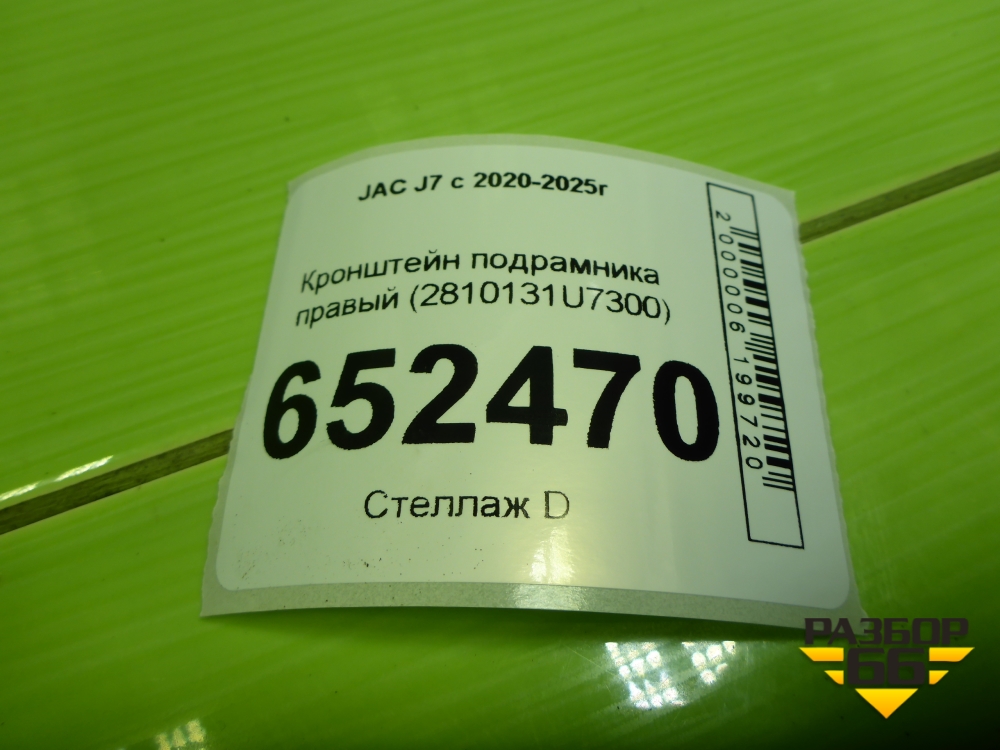 JAC J7 с 2020-2025г
Кронштейн подрамника
правый (2810131U7300)
652470
Стеллаж D
2000006199720
РАЗБОР
66